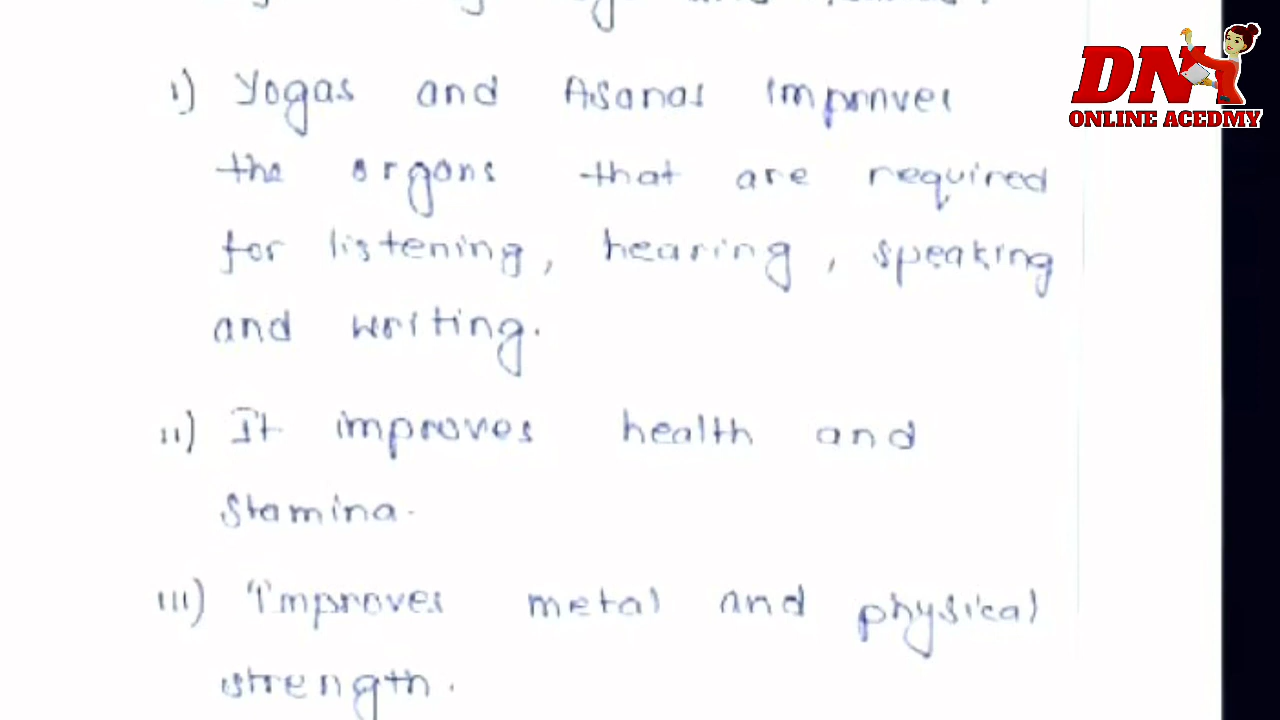 i) Yogas and Asanas improves
the organs that are required
for listening, hearing, speaking
and writing.
ii) It improves health and
stamina.
iii) Improves metal and physical
strength.
DN
ONLINE ACEDMY